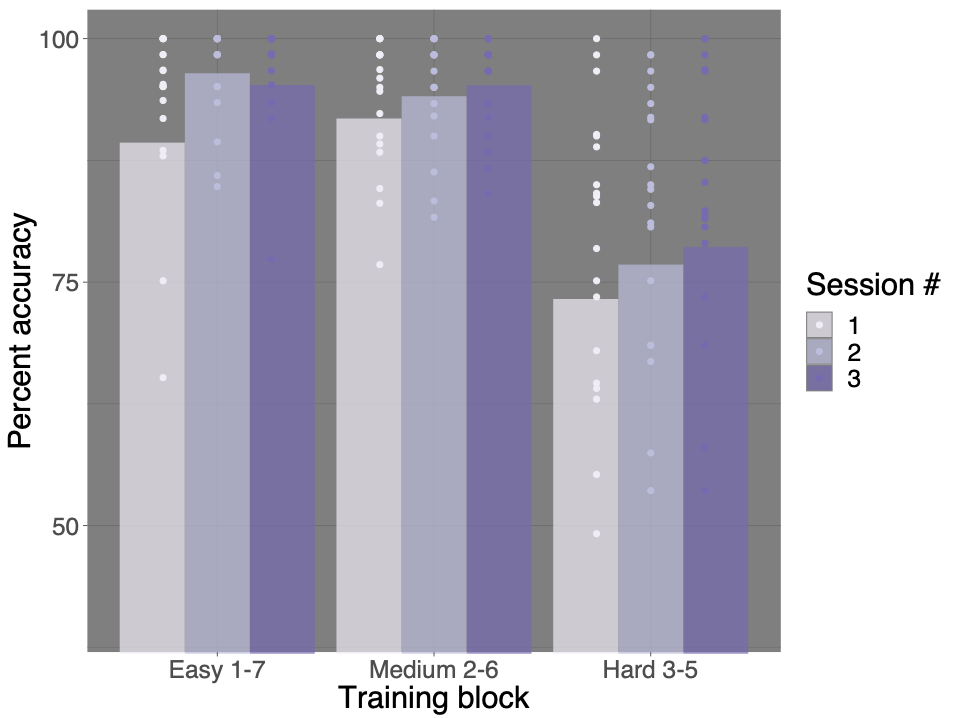 Percent accuracy
100
75
50
Easy 1-7
Medium 2-6
Hard 3-5
Training block
Session #
1
2
3